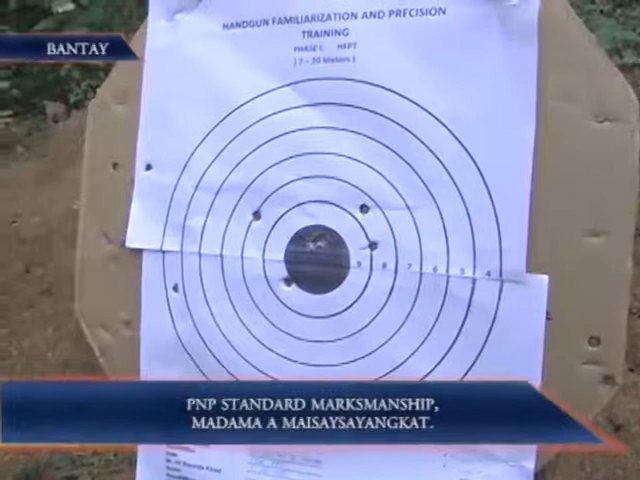 HANDGUN FAMILIARIZATION AND PRECISION
TRAINING
PHASE I: HFPT
( 7 – 20 Meters )
BANTAY
9 8 7 6 5 4
PNP STANDARD MARKSMANSHIP,
MADAMA A MAISAYSAYANGKAT.